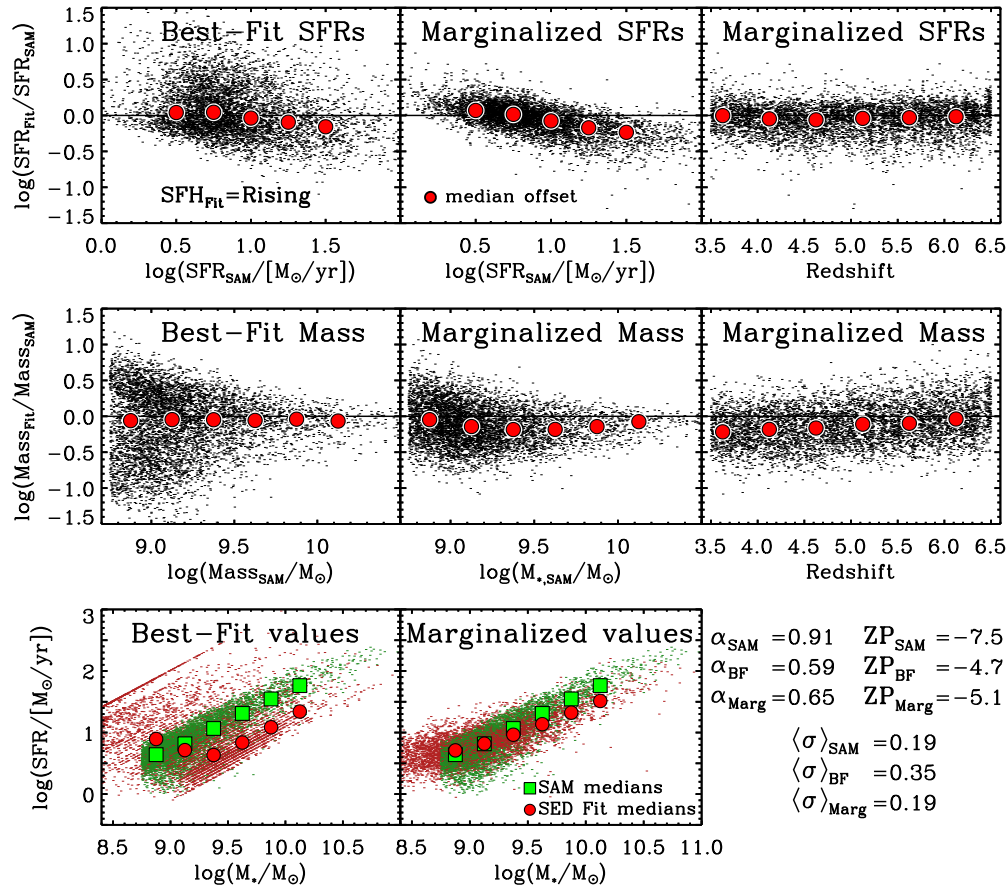 Best-Fit SFRs
Marginalized SFRs
Marginalized SFRs
log(SFR_Fit/SFR_SAM)
1.0
0.5
0.0
-0.5
-1.0
-1.5
SFH_Fit=Rising
median offset
0.0 0.5 1.0 1.5
0.5 1.0 1.5
3.5 4.0 4.5 5.0 5.5 6.0 6.5
log(SFR_SAM/[M_⊙/yr])
log(SFR_SAM/[M_⊙/yr])
Redshift
Best-Fit Mass
Marginalized Mass
Marginalized Mass
log(Mass_Fit/Mass_SAM)
1.0
0.5
0.0
-0.5
-1.0
-1.5
9.0 9.5 10
9.0 9.5 10
3.5 4.0 4.5 5.0 5.5 6.0 6.5
log(Mass_SAM/M_⊙)
log(M_*,SAM/M_⊙)
Redshift
Best-Fit values
Marginalized values
log(SFR/[M_⊙/yr])
3
2
1
0
SAM medians
SED Fit medians
8.5 9.0 9.5 10.0 10.5
8.5 9.0 9.5 10.0 10.5 11.0
log(M_*/M_⊙)
log(M_*/M_⊙)
α_SAM=0.91 ZP_SAM=-7.5
α_BF=0.59 ZP_BF=-4.7
α_Marg=0.65 ZP_Marg=-5.1
⟨σ⟩_SAM=0.19
⟨σ⟩_BF=0.35
⟨σ⟩_Marg=0.19